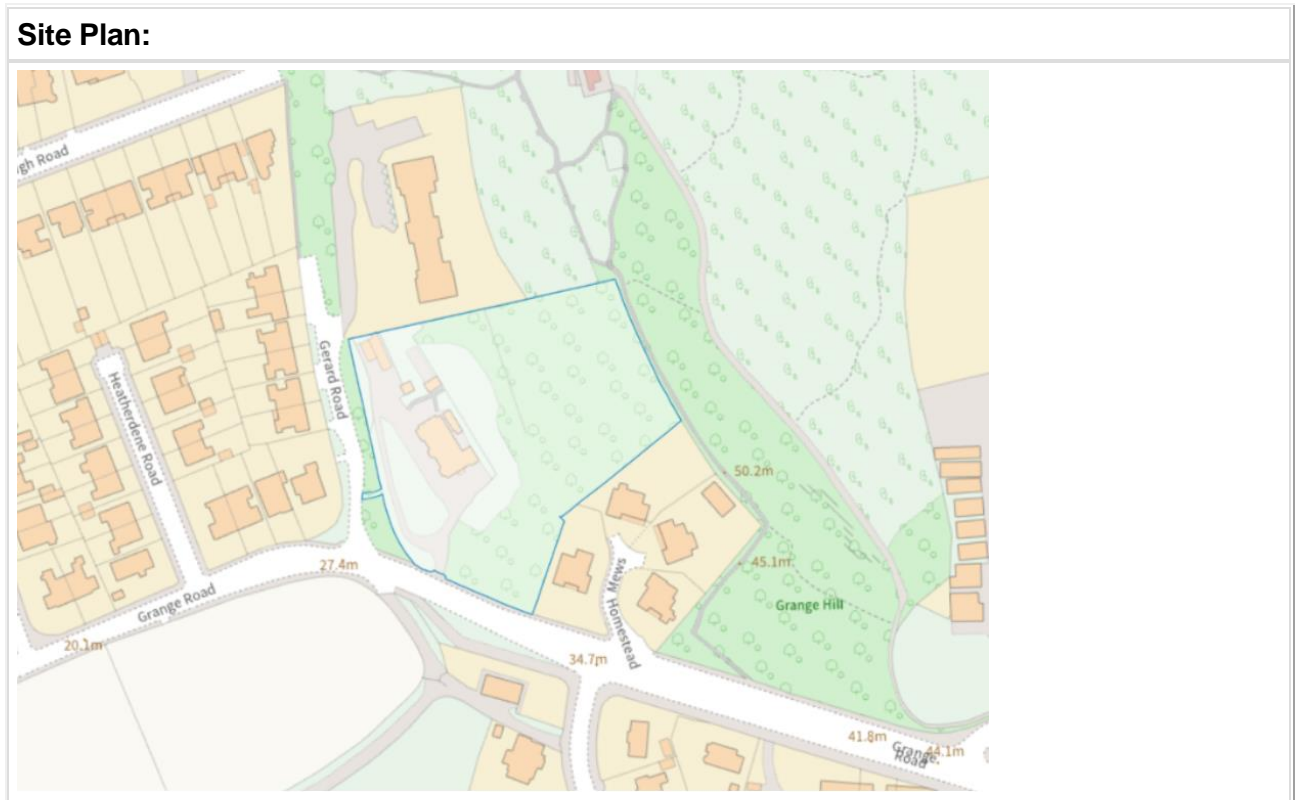 Site Plan:
gh Road
Gerard Road
Heatherdene Road
50.2m
45.1m
Mews
Homestead
Grange Hill
27.4m
Grange Road
20.1m
34.7m
41.8m
44.1m
Grange
Road